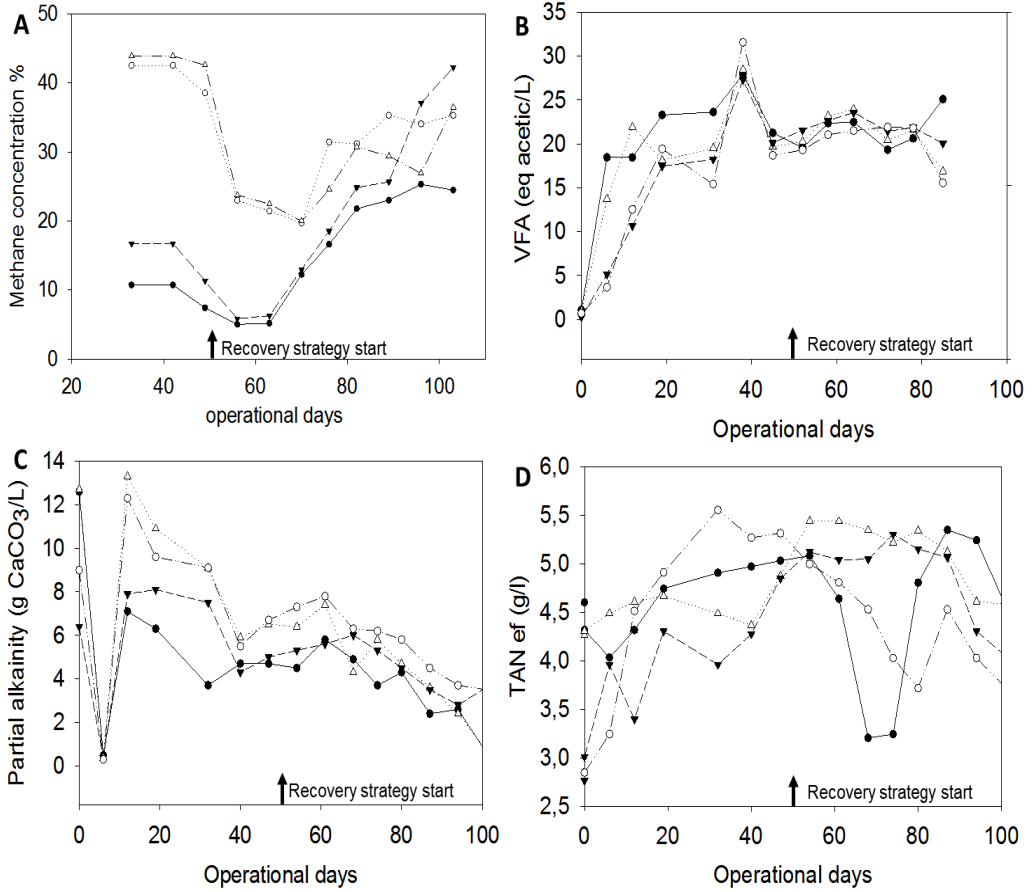 A
Methane concentration %
50
40
30
20
10
0
Recovery strategy start
20 40 60 80 100
operational days
B
VFA (eq acetic/L)
35
30
25
20
15
10
5
0
Recovery strategy start
0 20 40 60 80 100
Operational days
C
Partial alkainity (g CaCO3/L)
14
12
10
8
6
4
2
0
Recovery strategy start
0 20 40 60 80 100
Operational days
D
TAN ef (g/l)
6,0
5,5
5,0
4,5
4,0
3,5
3,0
2,5
Recovery strategy start
0 20 40 60 80 100
Operational days